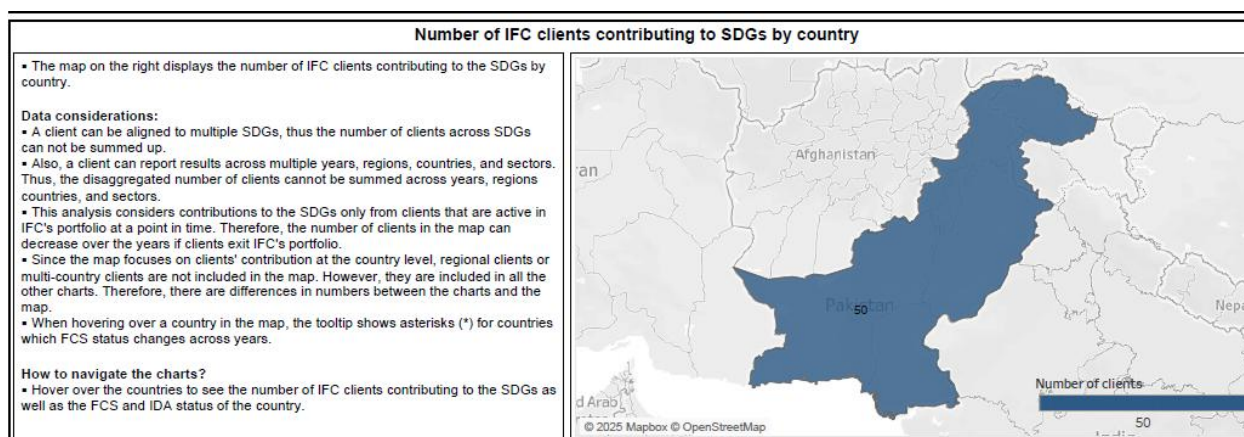 Number of IFC clients contributing to SDGs by country
▪ The map on the right displays the number of IFC clients contributing to the SDGs by
country.
Data considerations:
▪ A client can be aligned to multiple SDGs, thus the number of clients across SDGs
can not be summed up.
▪ Also, a client can report results across multiple years, regions, countries, and sectors.
Thus, the disaggregated number of clients cannot be summed across years, regions
countries, and sectors.
▪ This analysis considers contributions to the SDGs only from clients that are active in
IFC's portfolio at a point in time. Therefore, the number of clients in the map can
decrease over the years if clients exit IFC's portfolio.
▪ Since the map focuses on clients' contribution at the country level, regional clients or
multi-country clients are not included in the map. However, they are included in all the
other charts. Therefore, there are differences in numbers between the charts and the
map.
▪ When hovering over a country in the map, the tooltip shows asterisks (*) for countries
which FCS status changes across years.
How to navigate the charts?
▪ Hover over the countries to see the number of IFC clients contributing to the SDGs as
well as the FCS and IDA status of the country.
Afghanistan
ran
Pakistan
50
Nepa
Number of clients
50
d Arab
India
© 2025 Mapbox © OpenStreetMap